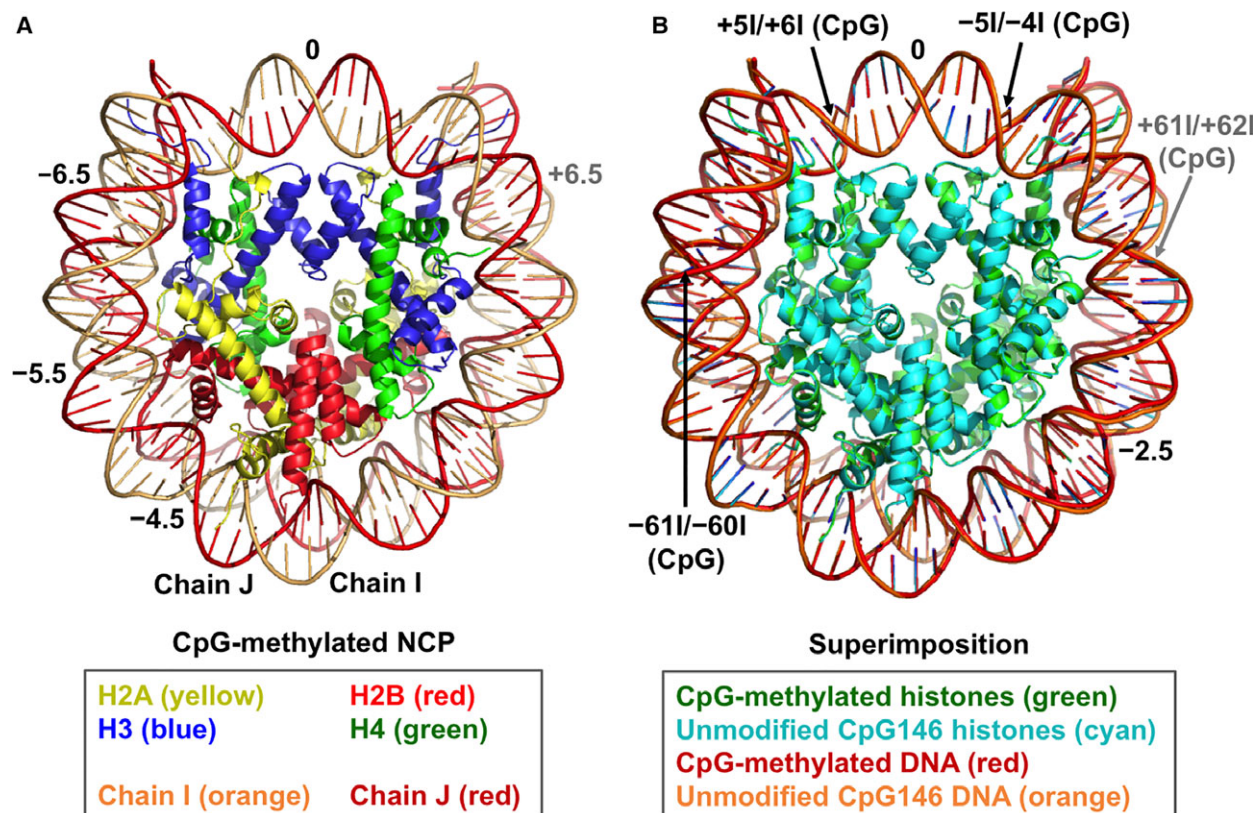 A
0
−6.5
+6.5
−5.5
−4.5
Chain J
Chain I
CpG-methylated NCP
H2A (yellow)
H2B (red)
H3 (blue)
H4 (green)
Chain I (orange)
Chain J (red)
B
+5I/+6I (CpG)
0
−5I/−4I (CpG)
+61I/+62I
(CpG)
−2.5
−61I/−60I
(CpG)
Superimposition
CpG-methylated histones (green)
Unmodified CpG146 histones (cyan)
CpG-methylated DNA (red)
Unmodified CpG146 DNA (orange)